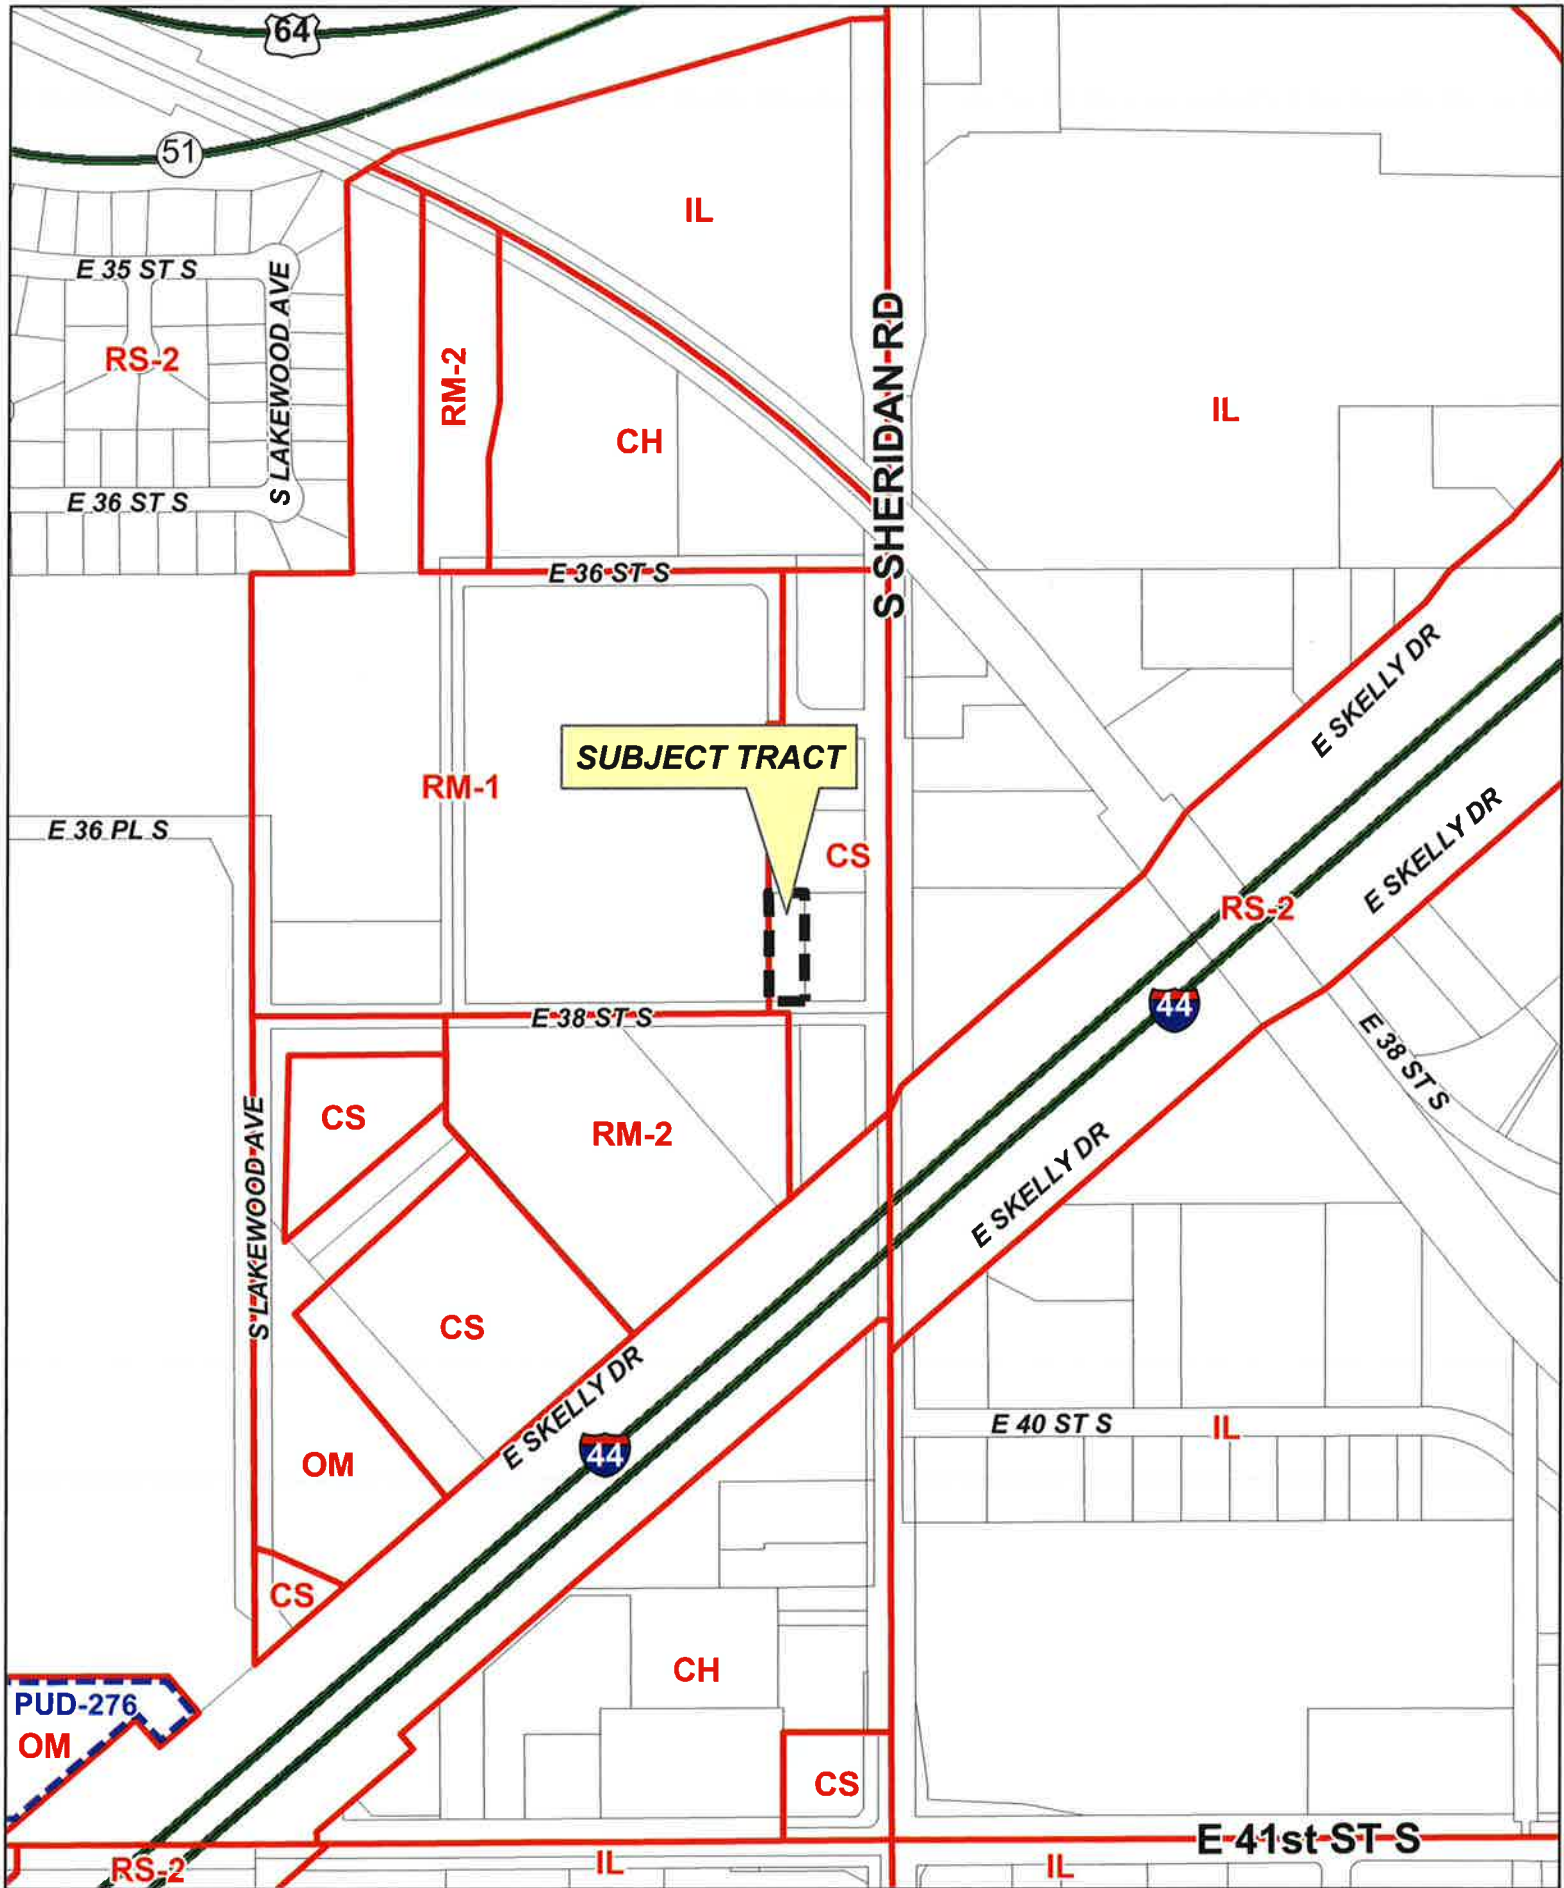 64
51
IL
E 35 ST S
S LAKEWOOD AVE
RS-2
RM-2
CH
S SHERIDAN RD
IL
E 36 ST S
E 36 ST S
E SKELLY DR
SUBJECT TRACT
RM-1
E 36 PL S
CS
E SKELLY DR
RS-2
44
E 38 ST S
E 38 ST S
CS
RM-2
S LAKEWOOD AVE
E SKELLY DR
CS
E SKELLY DR
E 40 ST S
IL
44
OM
CS
CH
PUD-276
OM
CS
E 41st ST S
RS-2
IL
IL